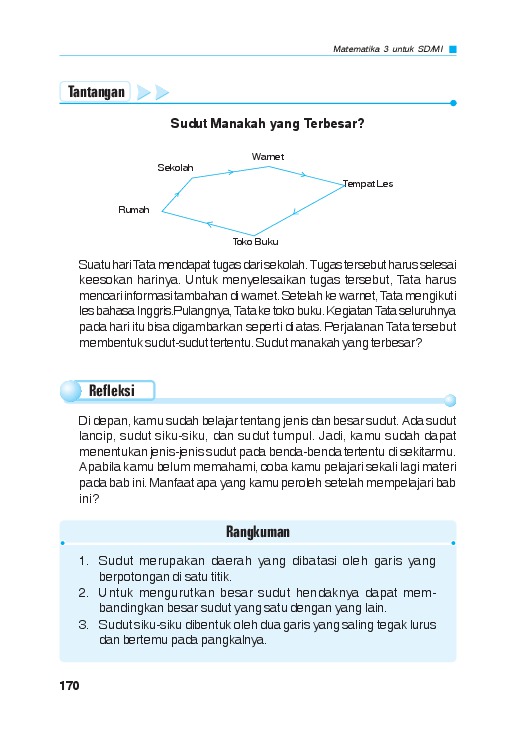 Matematika 3 untuk SD/MI
Tantangan
Sudut Manakah yang Terbesar?
Warnet
Sekolah
Tempat Les
Rumah
Toko Buku
Suatu hari Tata mendapat tugas dari sekolah. Tugas tersebut harus selesai
keesokan harinya. Untuk menyelesaikan tugas tersebut, Tata harus
mencari informasi tambahan di warnet. Setelah ke warnet, Tata mengikuti
les bahasa Inggris.Pulangnya, Tata ke toko buku. Kegiatan Tata seluruhnya
pada hari itu bisa digambarkan seperti di atas. Perjalanan Tata tersebut
membentuk sudut-sudut tertentu. Sudut manakah yang terbesar?
Refleksi
Di depan, kamu sudah belajar tentang jenis dan besar sudut. Ada sudut
lancip, sudut siku-siku, dan sudut tumpul. Jadi, kamu sudah dapat
menentukan jenis-jenis sudut pada benda-benda tertentu di sekitarmu.
Apabila kamu belum memahami, coba kamu pelajari sekali lagi materi
pada bab ini. Manfaat apa yang kamu peroleh setelah mempelajari bab
ini?
Rangkuman
1. Sudut merupakan daerah yang dibatasi oleh garis yang
berpotongan di satu titik.
2. Untuk mengurutkan besar sudut hendaknya dapat mem-
bandingkan besar sudut yang satu dengan yang lain.
3. Sudut siku-siku dibentuk oleh dua garis yang saling tegak lurus
dan bertemu pada pangkalnya.
170